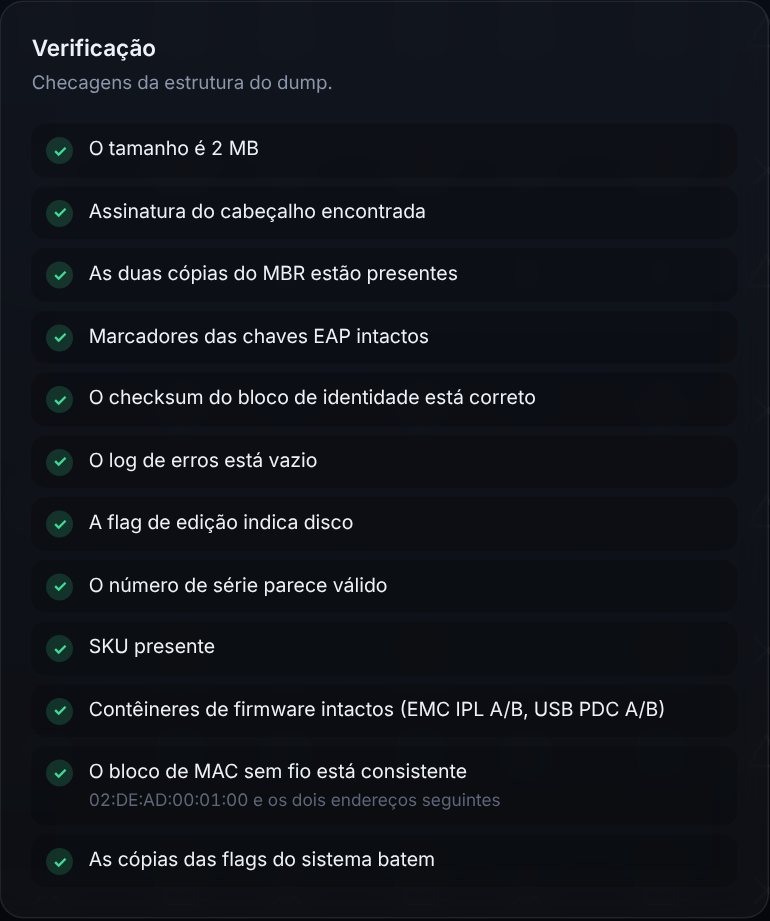 Verificação
Checagens da estrutura do dump.
O tamanho é 2 MB
Assinatura do cabeçalho encontrada
As duas cópias do MBR estão presentes
Marcadores das chaves EAP intactos
O checksum do bloco de identidade está correto
O log de erros está vazio
A flag de edição indica disco
O número de série parece válido
SKU presente
Contêineres de firmware intactos (EMC IPL A/B, USB PDC A/B)
O bloco de MAC sem fio está consistente
02:DE:AD:00:01:00 e os dois endereços seguintes
As cópias das flags do sistema batem